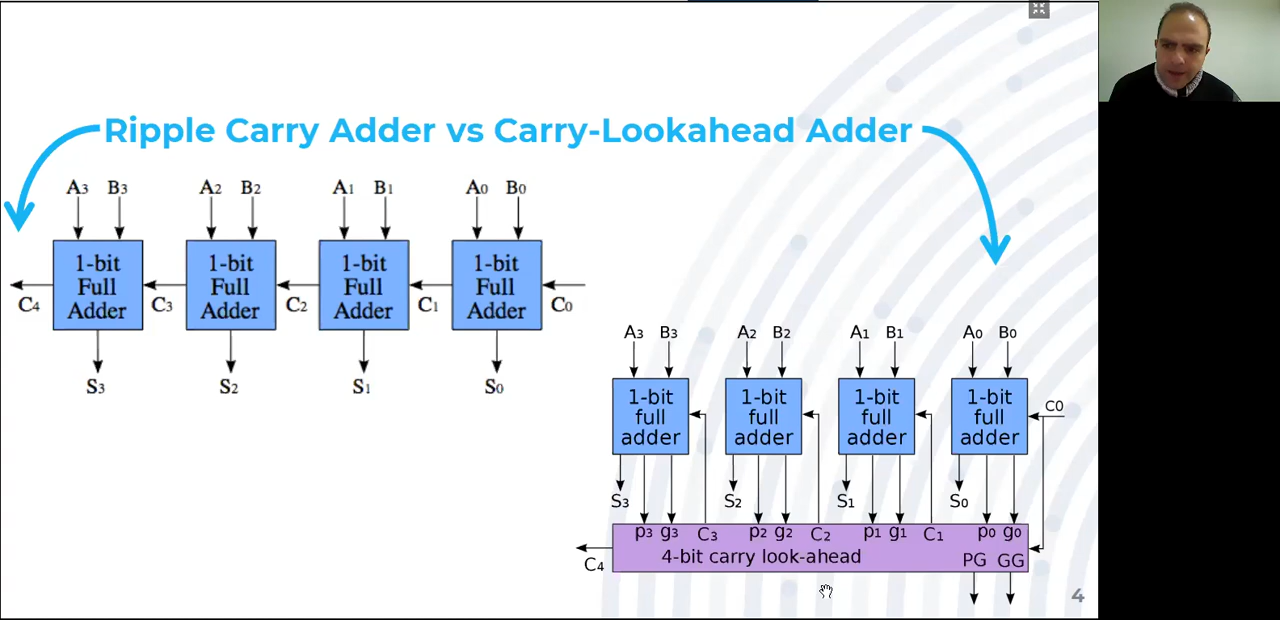 Ripple Carry Adder vs Carry-Lookahead Adder
A3 B3 A2 B2 A1 B1 A0 B0
1-bit Full Adder 1-bit Full Adder 1-bit Full Adder 1-bit Full Adder
C4 C3 C2 C1 C0
S3 S2 S1 S0
A3 B3 A2 B2 A1 B1 A0 B0
1-bit full adder 1-bit full adder 1-bit full adder 1-bit full adder
C0
S3 S2 S1 S0
p3 g3 C3 p2 g2 C2 p1 g1 C1 p0 g0
4-bit carry look-ahead PG GG
C4
4